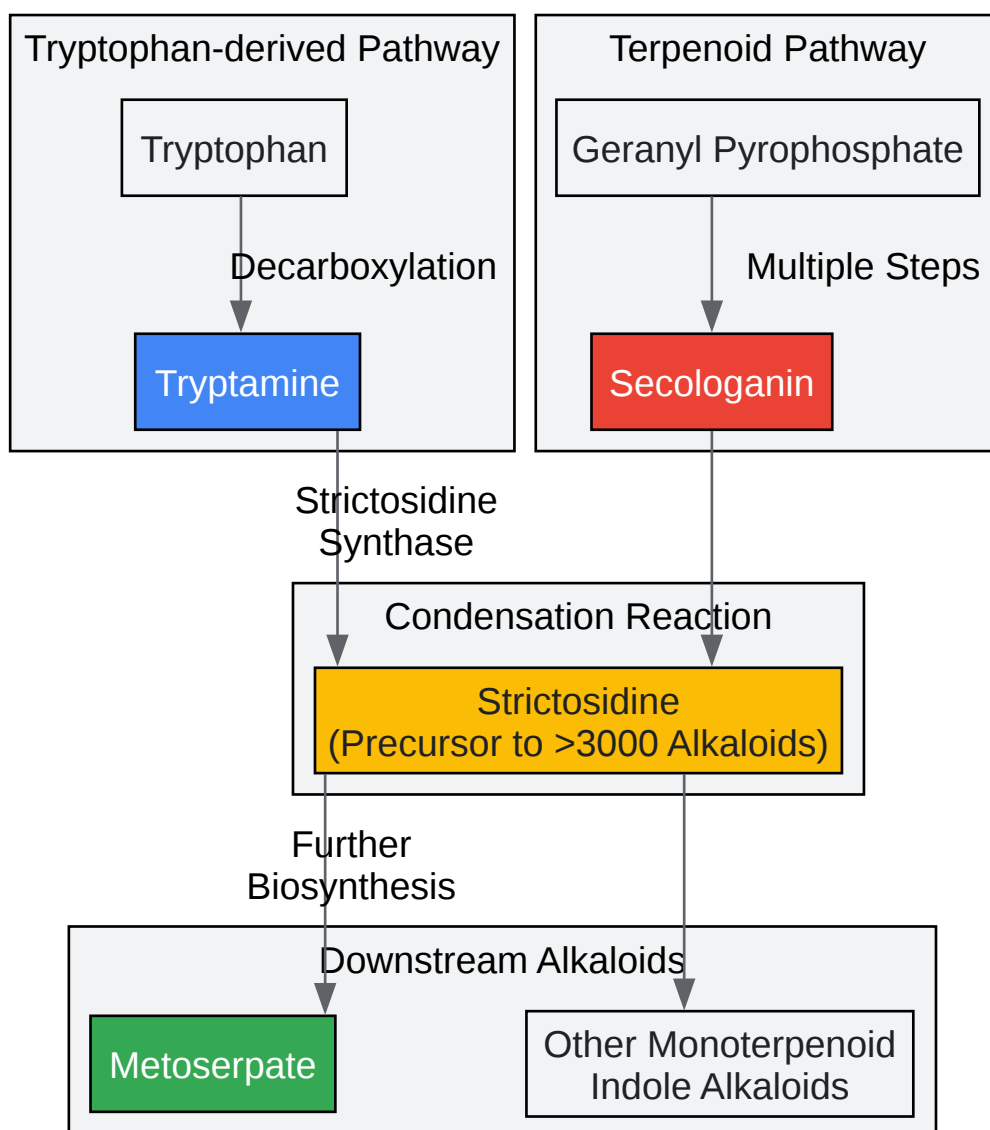 Tryptophan-derived Pathway
Terpenoid Pathway
Tryptophan
Geranyl Pyrophosphate
Decarboxylation
Multiple Steps
Tryptamine
Secologanin
Strictosidine
Synthase
Condensation Reaction
Strictosidine
(Precursor to >3000 Alkaloids)
Further
Biosynthesis
Downstream Alkaloids
Metoserpate
Other Monoterpenoid
Indole Alkaloids